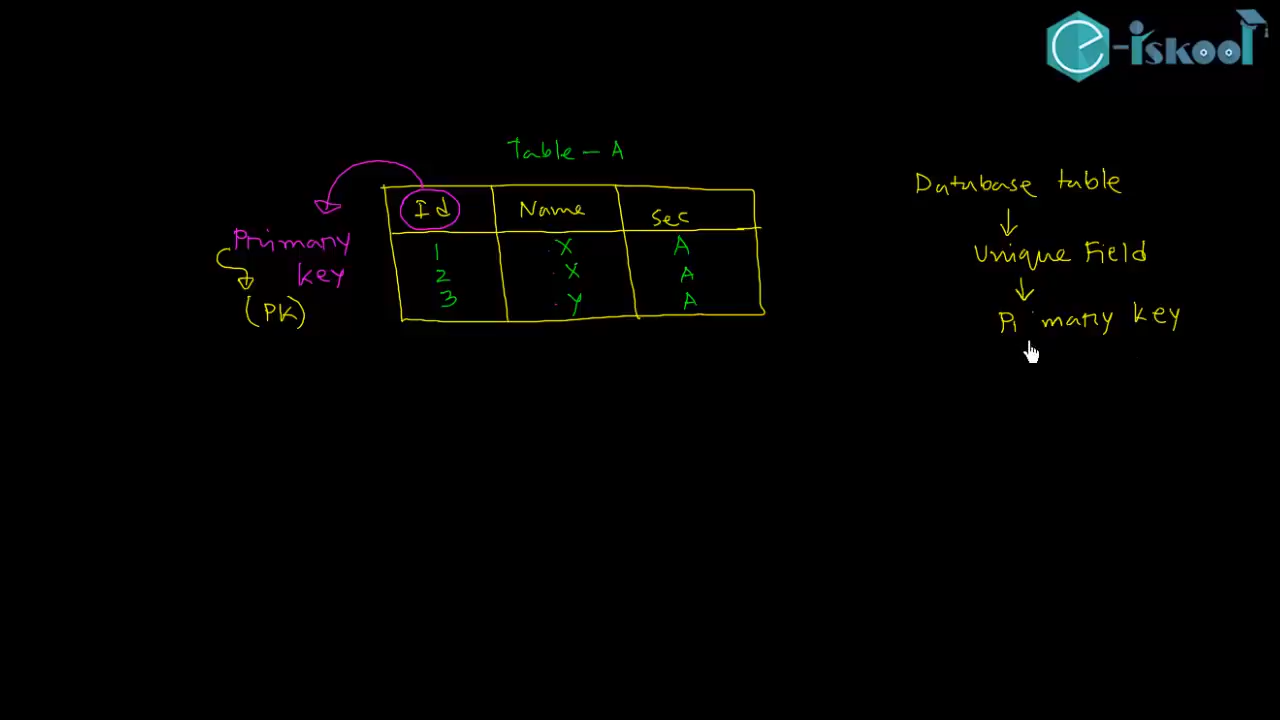 e-iskool
Table - A
Id Name Sec
1 X A
2 X A
3 Y A
Primary
key
(PK)
Database table
Unique Field
Primary key